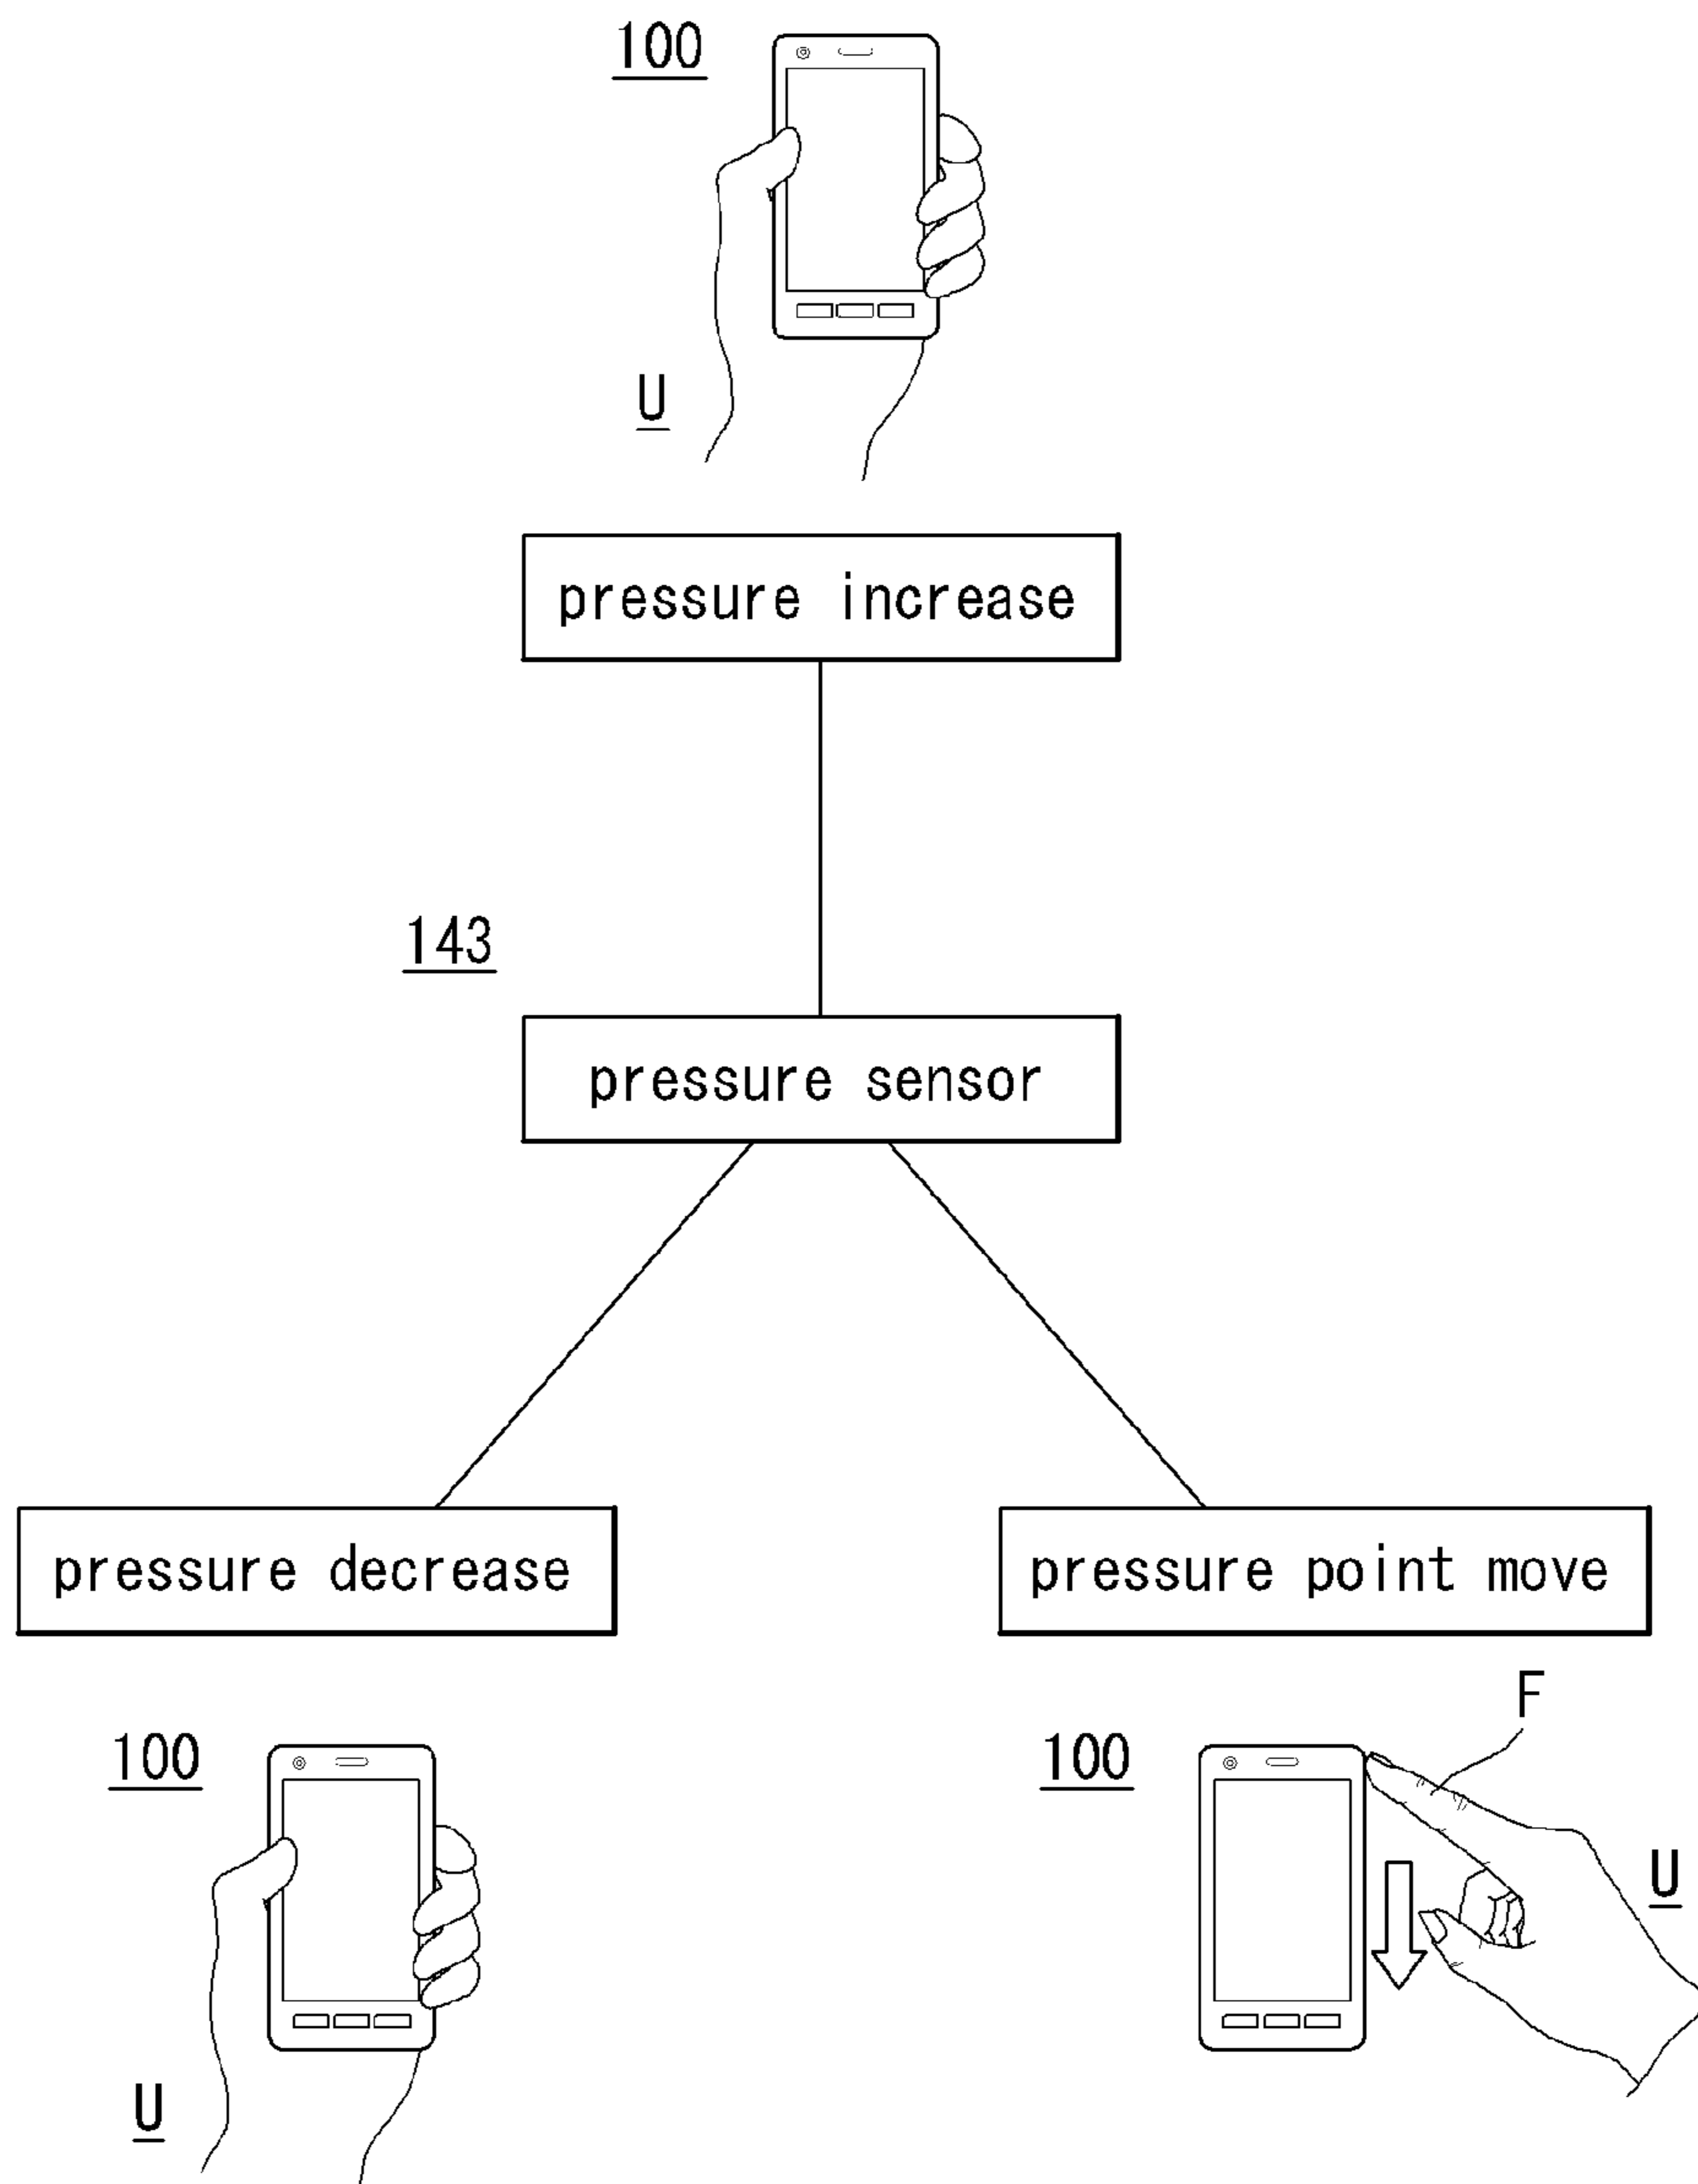 100
U
pressure increase
143
pressure sensor
pressure decrease
pressure point move
F
100
100
U
U